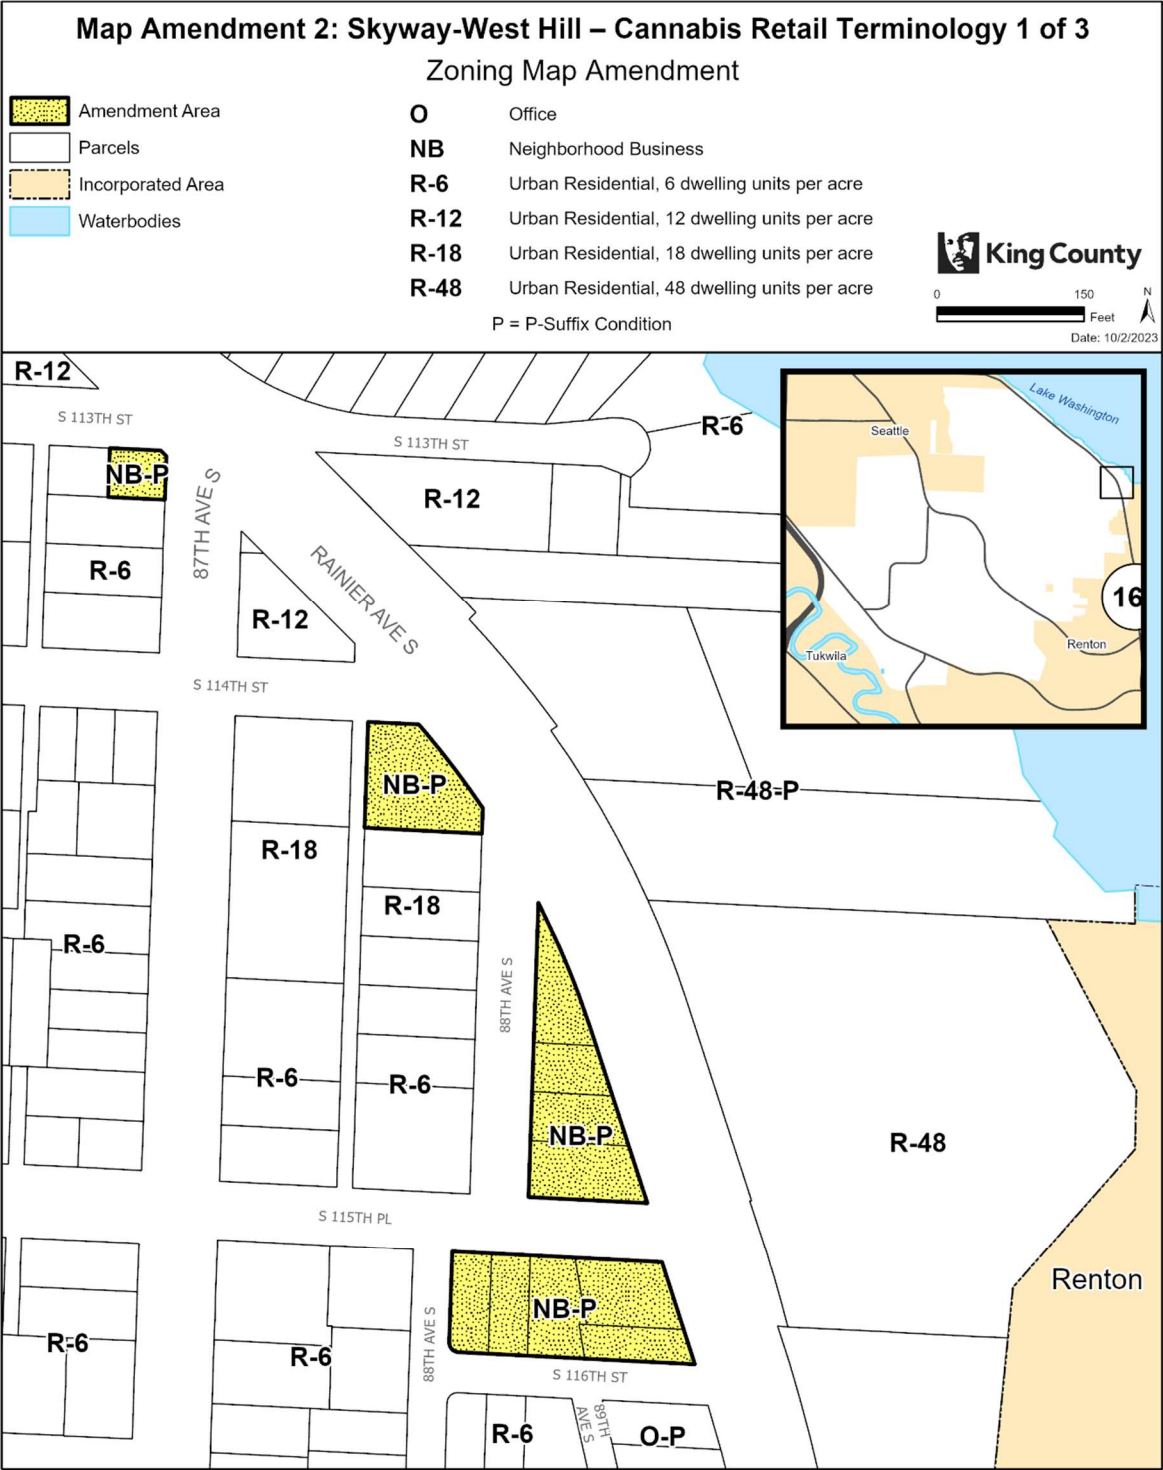 Map Amendment 2: Skyway-West Hill – Cannabis Retail Terminology 1 of 3
Zoning Map Amendment
Amendment Area
Parcels
Incorporated Area
Waterbodies
O Office
NB Neighborhood Business
R-6 Urban Residential, 6 dwelling units per acre
R-12 Urban Residential, 12 dwelling units per acre
R-18 Urban Residential, 18 dwelling units per acre
R-48 Urban Residential, 48 dwelling units per acre
P = P-Suffix Condition
King County
0 150
Feet
N
Date: 10/2/2023
R-12
S 113TH ST
S 113TH ST
R-6
NB-P
87TH AVE S
R-12
R-6
RAINIER AVE S
R-12
S 114TH ST
Lake Washington
Seattle
16
Renton
Tukwila
NB-P
R-48-P
R-18
R-18
R-6
88TH AVE S
R-6
R-6
NB-P
R-48
S 115TH PL
Renton
NB-P
88TH AVE S
R-6
R-6
S 116TH ST
R-6
89TH
AVE S
O-P